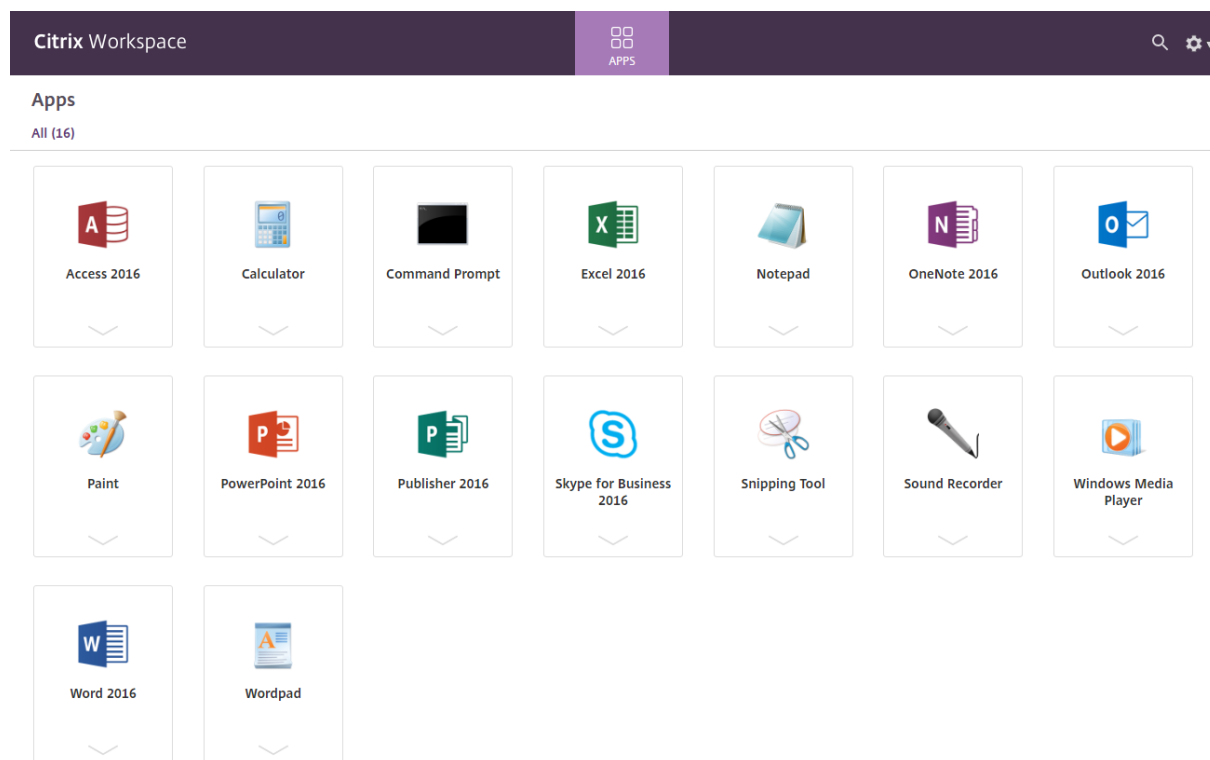 Citrix Workspace
APPS
Apps
All (16)
Access 2016
Calculator
Command Prompt
Excel 2016
Notepad
OneNote 2016
Outlook 2016
Paint
PowerPoint 2016
Publisher 2016
Skype for Business
2016
Snipping Tool
Sound Recorder
Windows Media
Player
Word 2016
Wordpad